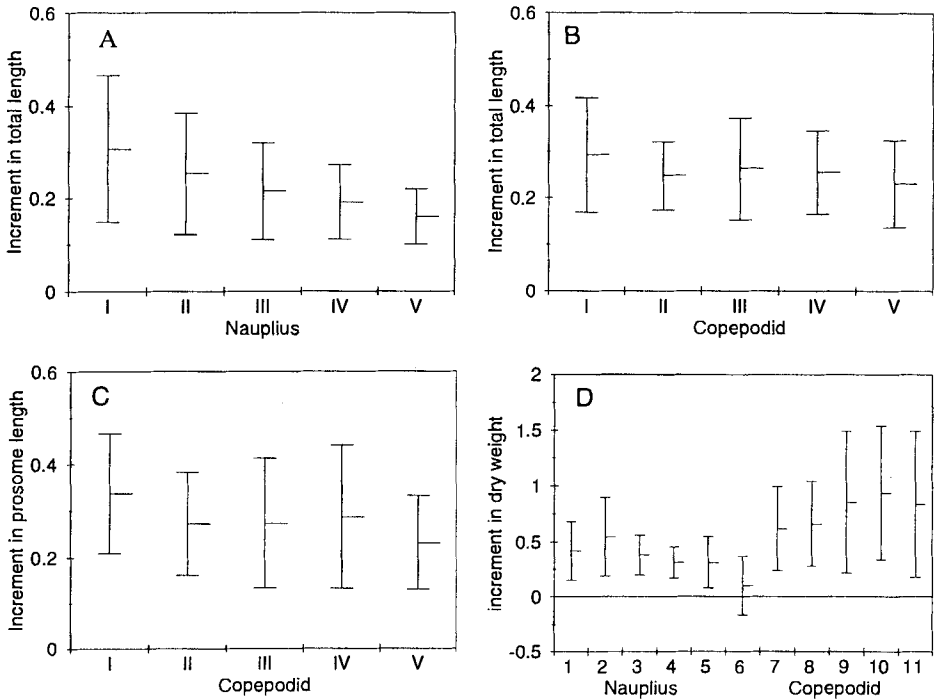 A
Increment in total length
0.6
0.4
0.2
0
I II III IV V
Nauplius
B
Increment in total length
0.6
0.4
0.2
0
I II III IV V
Copepodid
C
Increment in prosome length
0.6
0.4
0.2
0
I II III IV V
Copepodid
D
increment in dry weight
2
1.5
1
0.5
0
-0.5
1 2 3 4 5 6 7 8 9 10 11
Nauplius Copepodid